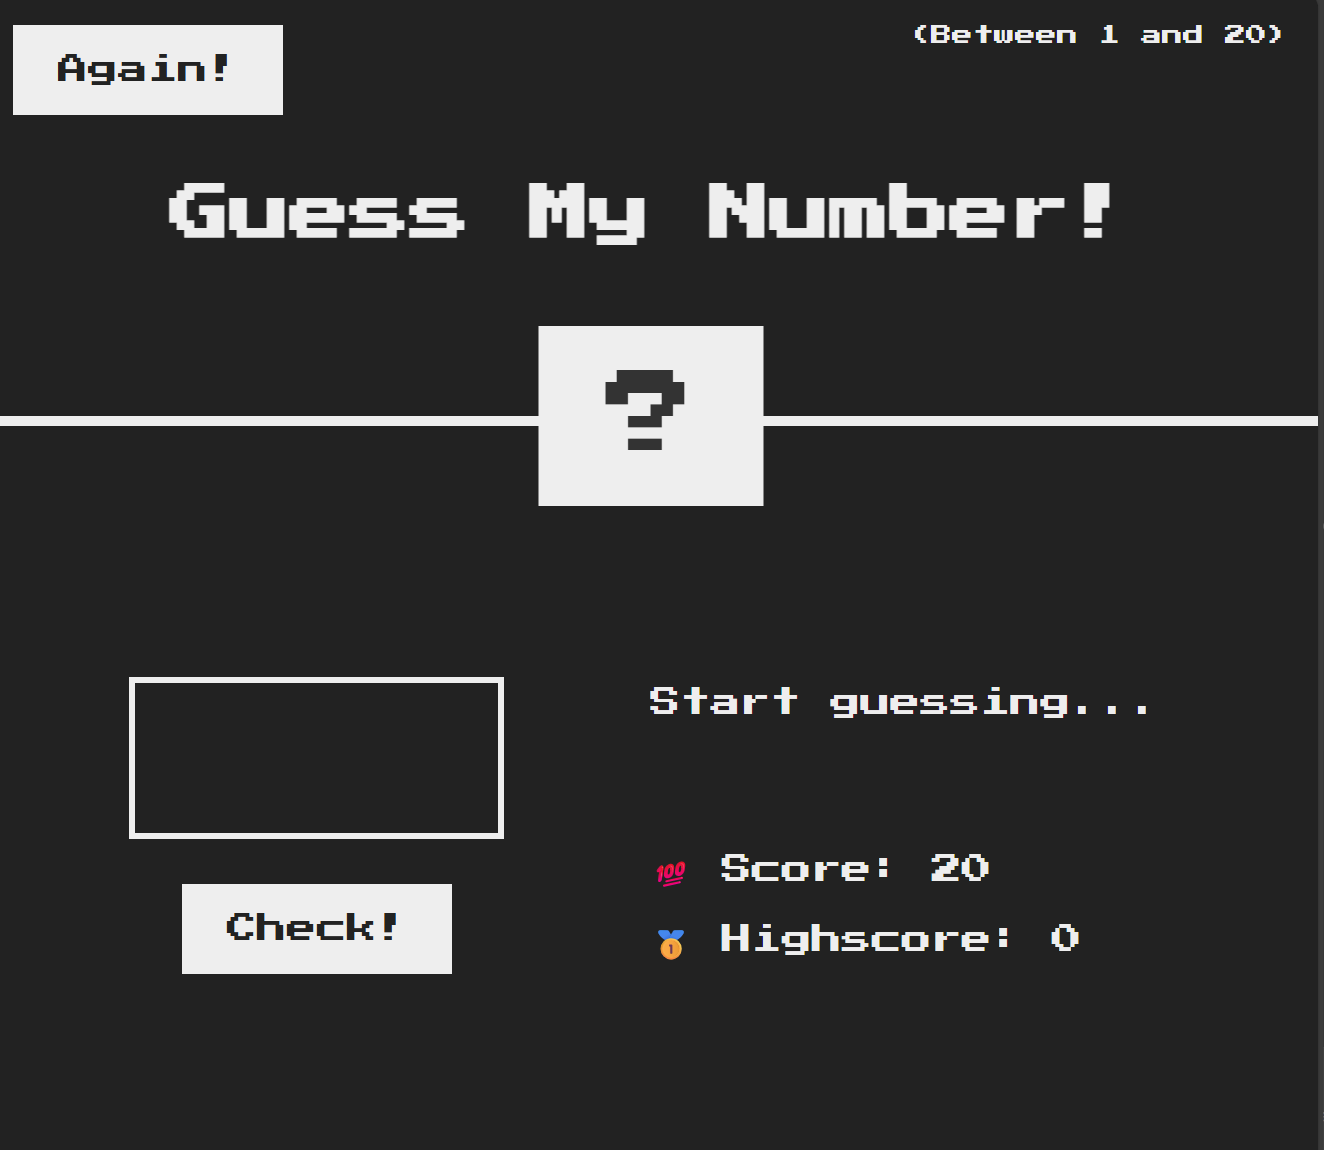 Again!
(Between 1 and 20)
Guess My Number!
?
Start guessing...
💯 Score: 20
Check!
🥇 Highscore: 0